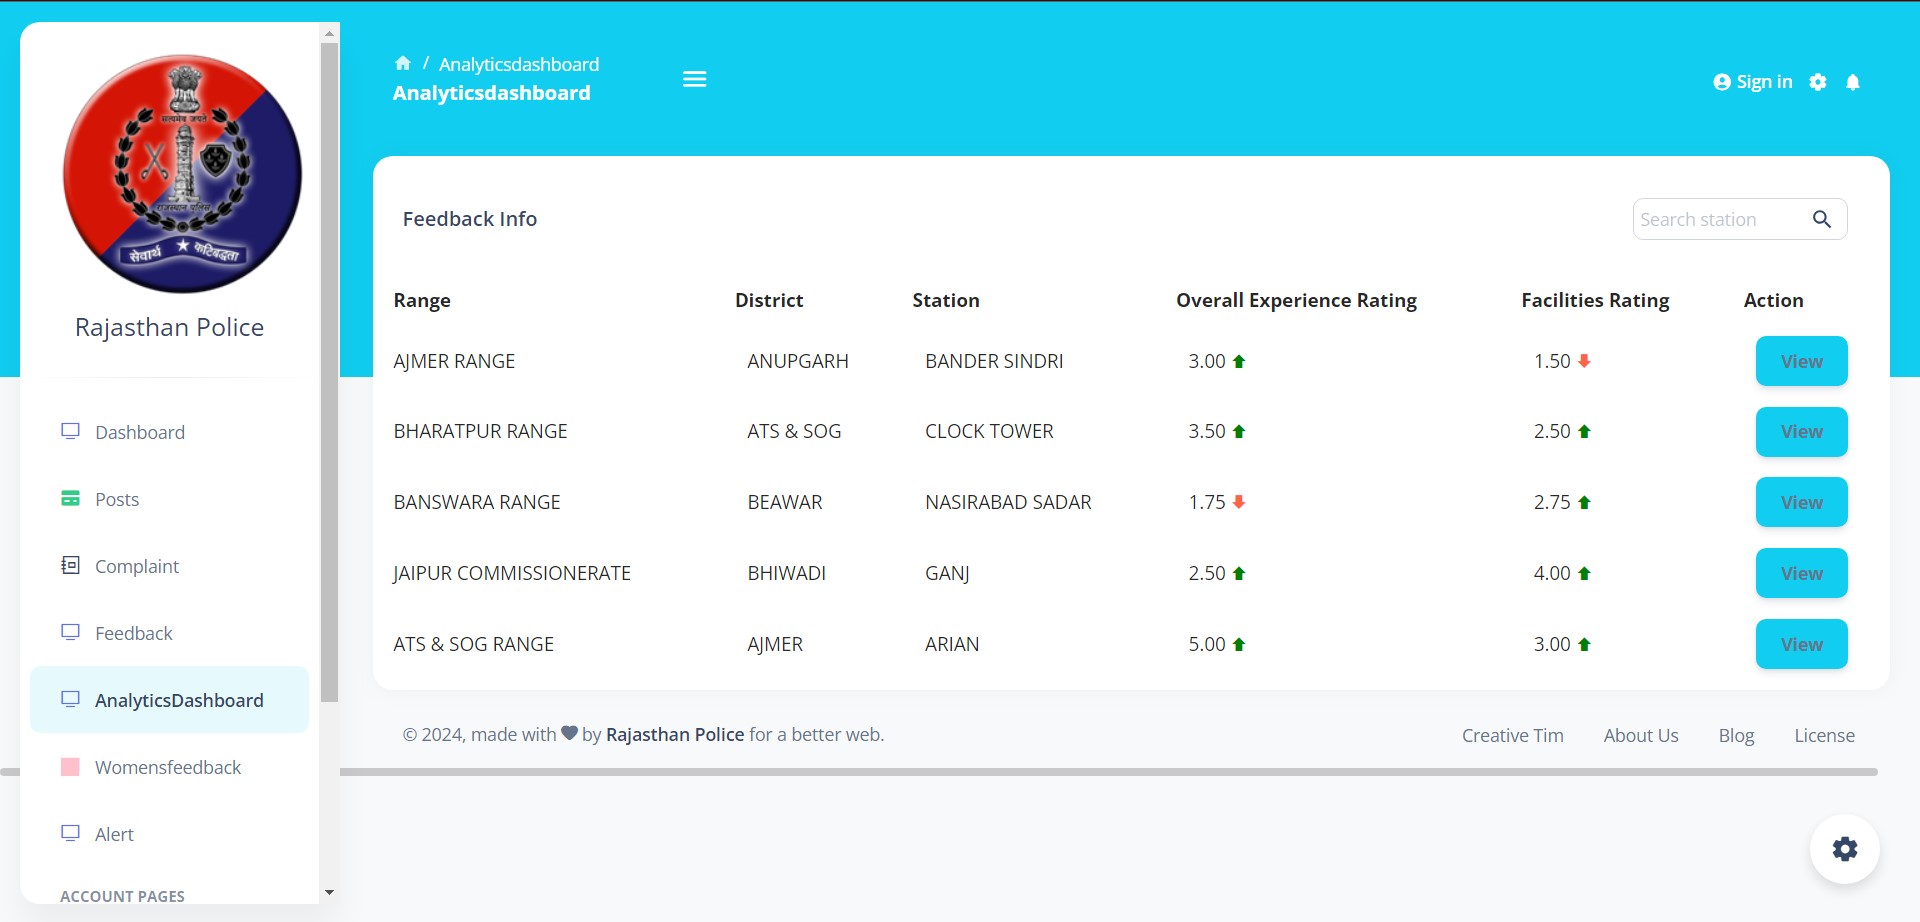 सत्यमेव जयते
राजस्थान पुलिस
सेवार्थ कटिबद्धता
Rajasthan Police
Dashboard
Posts
Complaint
Feedback
AnalyticsDashboard
Womensfeedback
Alert
ACCOUNT PAGES
/ Analyticsdashboard
Analyticsdashboard
Sign in
Feedback Info
Search station
Range District Station Overall Experience Rating Facilities Rating Action
AJMER RANGE ANUPGARH BANDER SINDRI 3.00 1.50 View
BHARATPUR RANGE ATS & SOG CLOCK TOWER 3.50 2.50 View
BANSWARA RANGE BEAWAR NASIRABAD SADAR 1.75 2.75 View
JAIPUR COMMISSIONERATE BHIWADI GANJ 2.50 4.00 View
ATS & SOG RANGE AJMER ARIAN 5.00 3.00 View
© 2024, made with by Rajasthan Police for a better web.
Creative Tim About Us Blog License